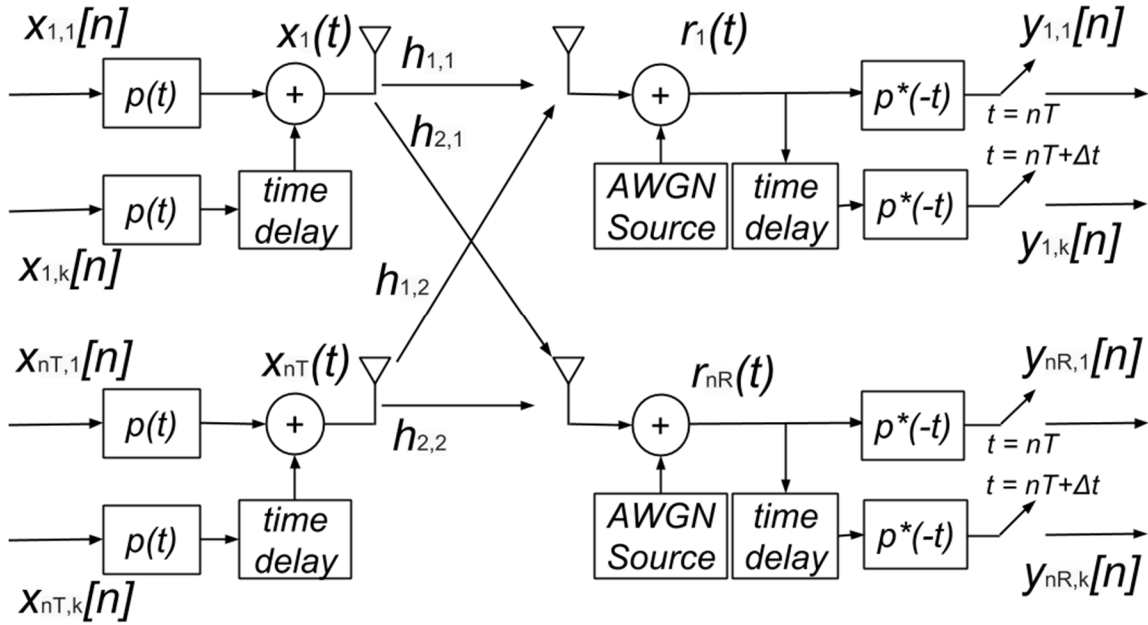 x1,1[n]
x1(t)
r1(t)
y1,1[n]
h1,1
p(t)
+
+
p*(-t)
t = nT
h2,1
t = nT+Δt
p(t)
time
delay
AWGN
Source
time
delay
p*(-t)
x1,k[n]
y1,k[n]
h1,2
xnT,1[n]
xnT(t)
rnR(t)
ynR,1[n]
p(t)
+
+
p*(-t)
h2,2
t = nT
t = nT+Δt
p(t)
time
delay
AWGN
Source
time
delay
p*(-t)
xnT,k[n]
ynR,k[n]